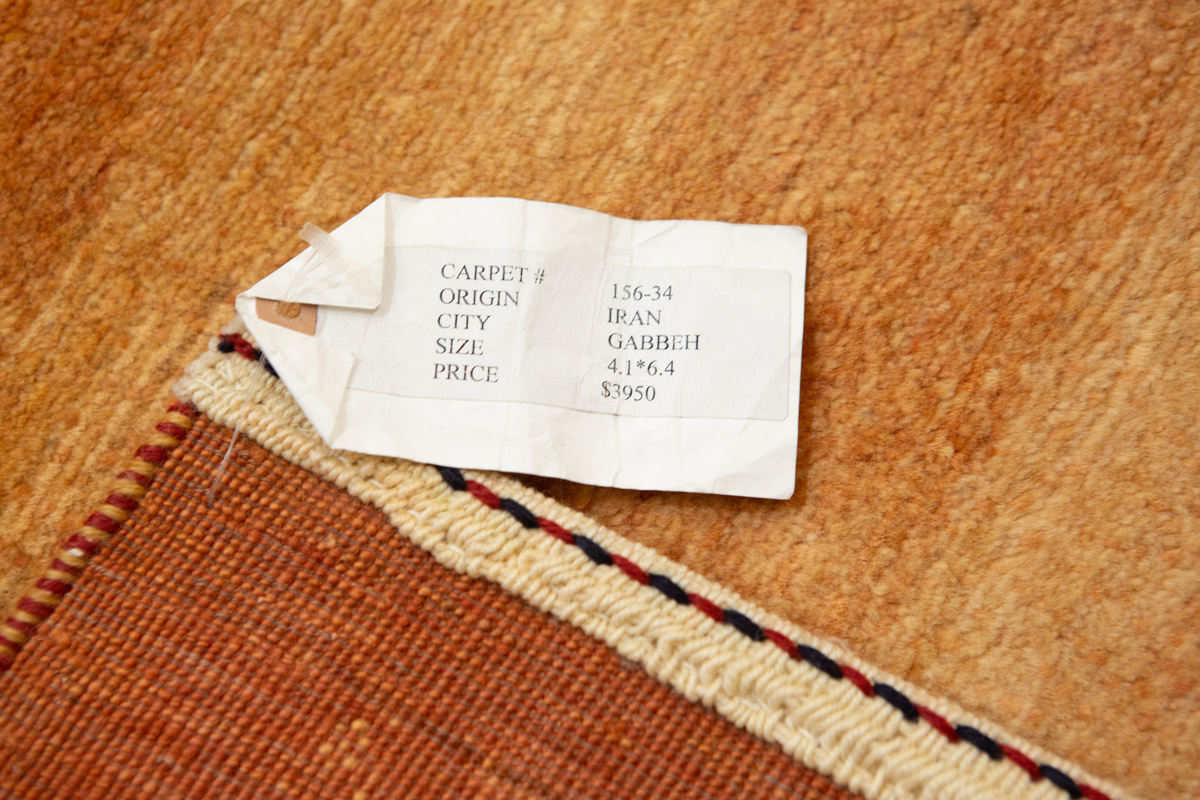 CARPET # 156-34
ORIGIN IRAN
CITY GABBEH
SIZE 4.1*6.4
PRICE $3950